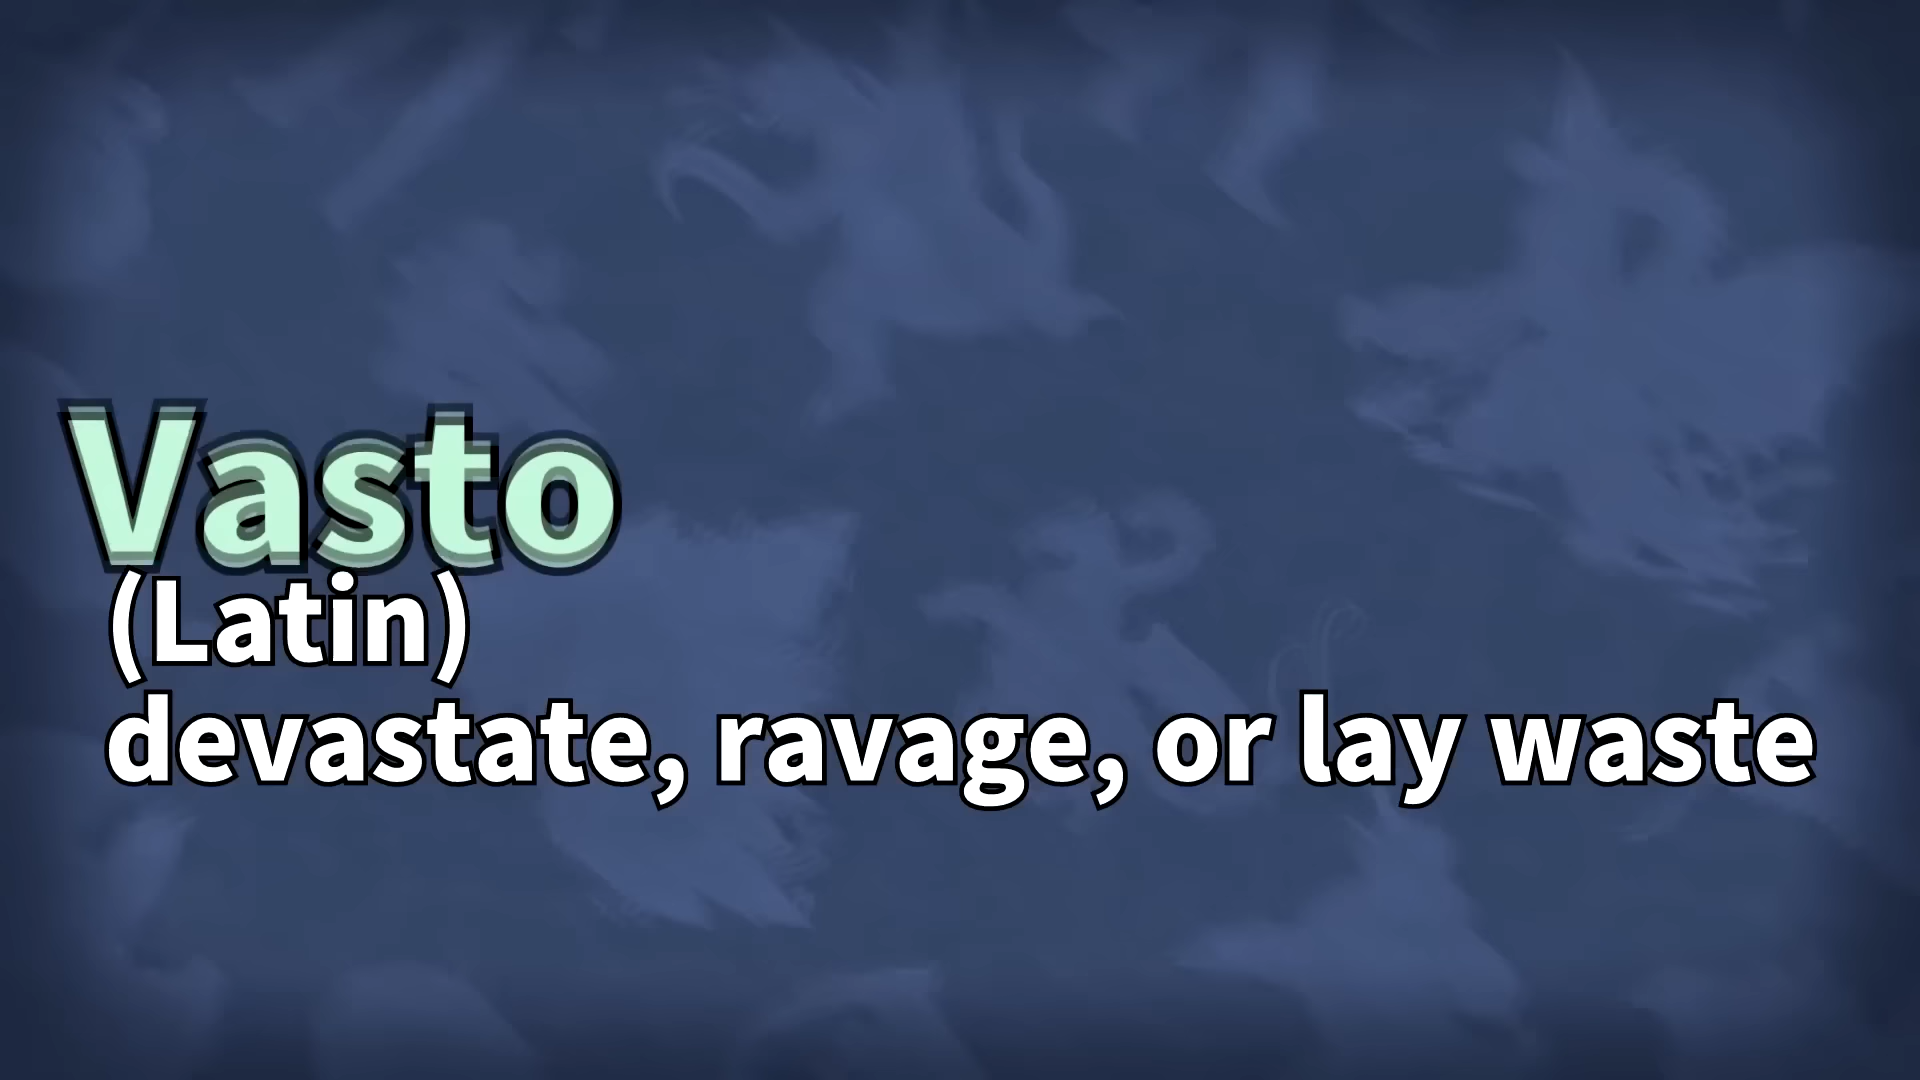 Vasto
(Latin)
devastate, ravage, or lay waste